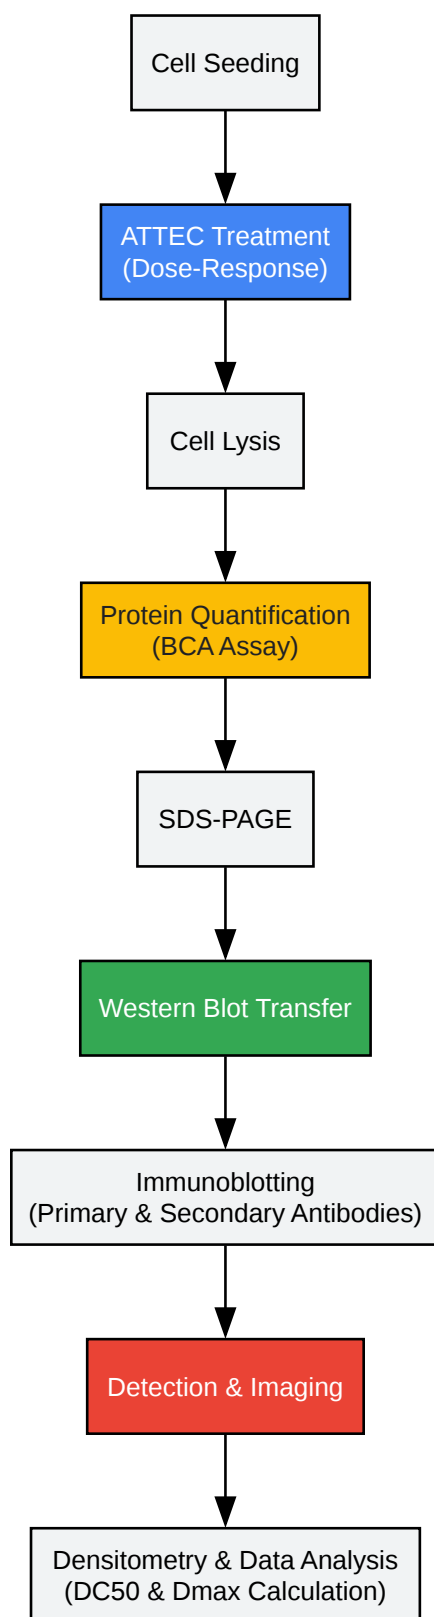 Cell Seeding
ATTEC Treatment
(Dose-Response)
Cell Lysis
Protein Quantification
(BCA Assay)
SDS-PAGE
Western Blot Transfer
Immunoblotting
(Primary & Secondary Antibodies)
Detection & Imaging
Densitometry & Data Analysis
(DC50 & Dmax Calculation)